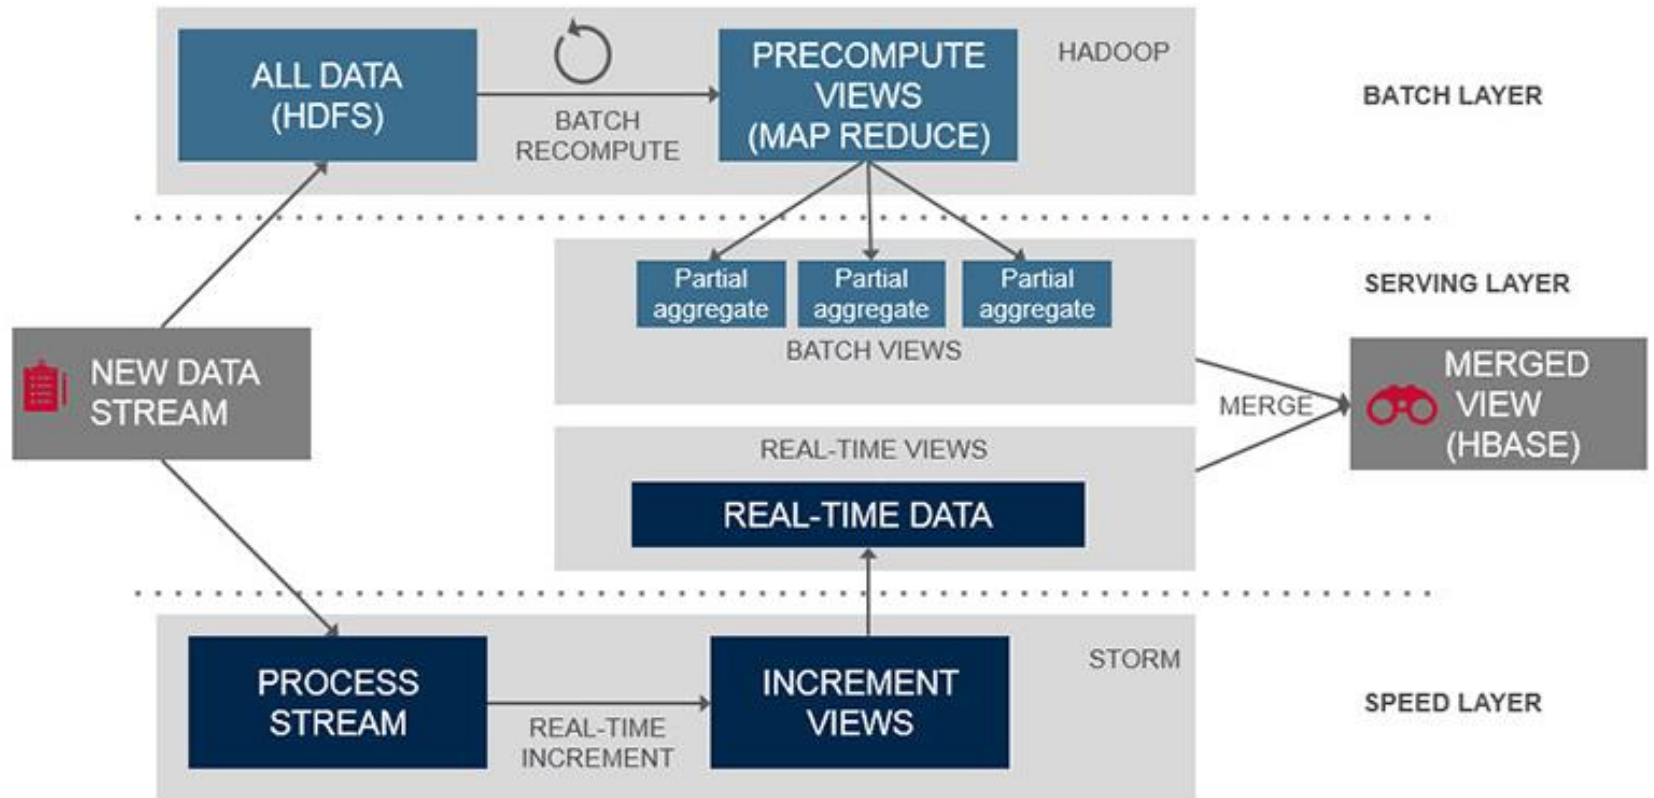 ALL DATA
(HDFS)
BATCH
RECOMPUTE
PRECOMPUTE
VIEWS
(MAP REDUCE)
HADOOP
BATCH LAYER
Partial
aggregate
Partial
aggregate
Partial
aggregate
BATCH VIEWS
SERVING LAYER
NEW DATA
STREAM
MERGE
MERGED
VIEW
(HBASE)
REAL-TIME VIEWS
REAL-TIME DATA
PROCESS
STREAM
REAL-TIME
INCREMENT
INCREMENT
VIEWS
STORM
SPEED LAYER